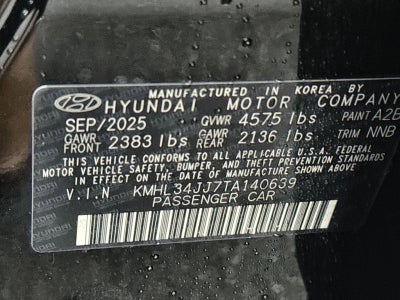 MANUFACTURED IN KOREA BY
HYUNDAI MOTOR COMPANY
SEP/2025 GVWR 4575 lbs PAINT A2B
GAWR FRONT 2383 lbs GAWR REAR 2136 lbs TRIM NNB
THIS VEHICLE CONFORMS TO ALL APPLICABLE U.S.A. FEDERAL
MOTOR VEHICLE SAFETY, BUMPER, AND THEFT PREVENTION
STANDARDS IN EFFECT ON THE DATE OF MANUFACTURE SHOWN ABOVE.
V.I.N KMHL34JJ7TA140639
PASSENGER CAR